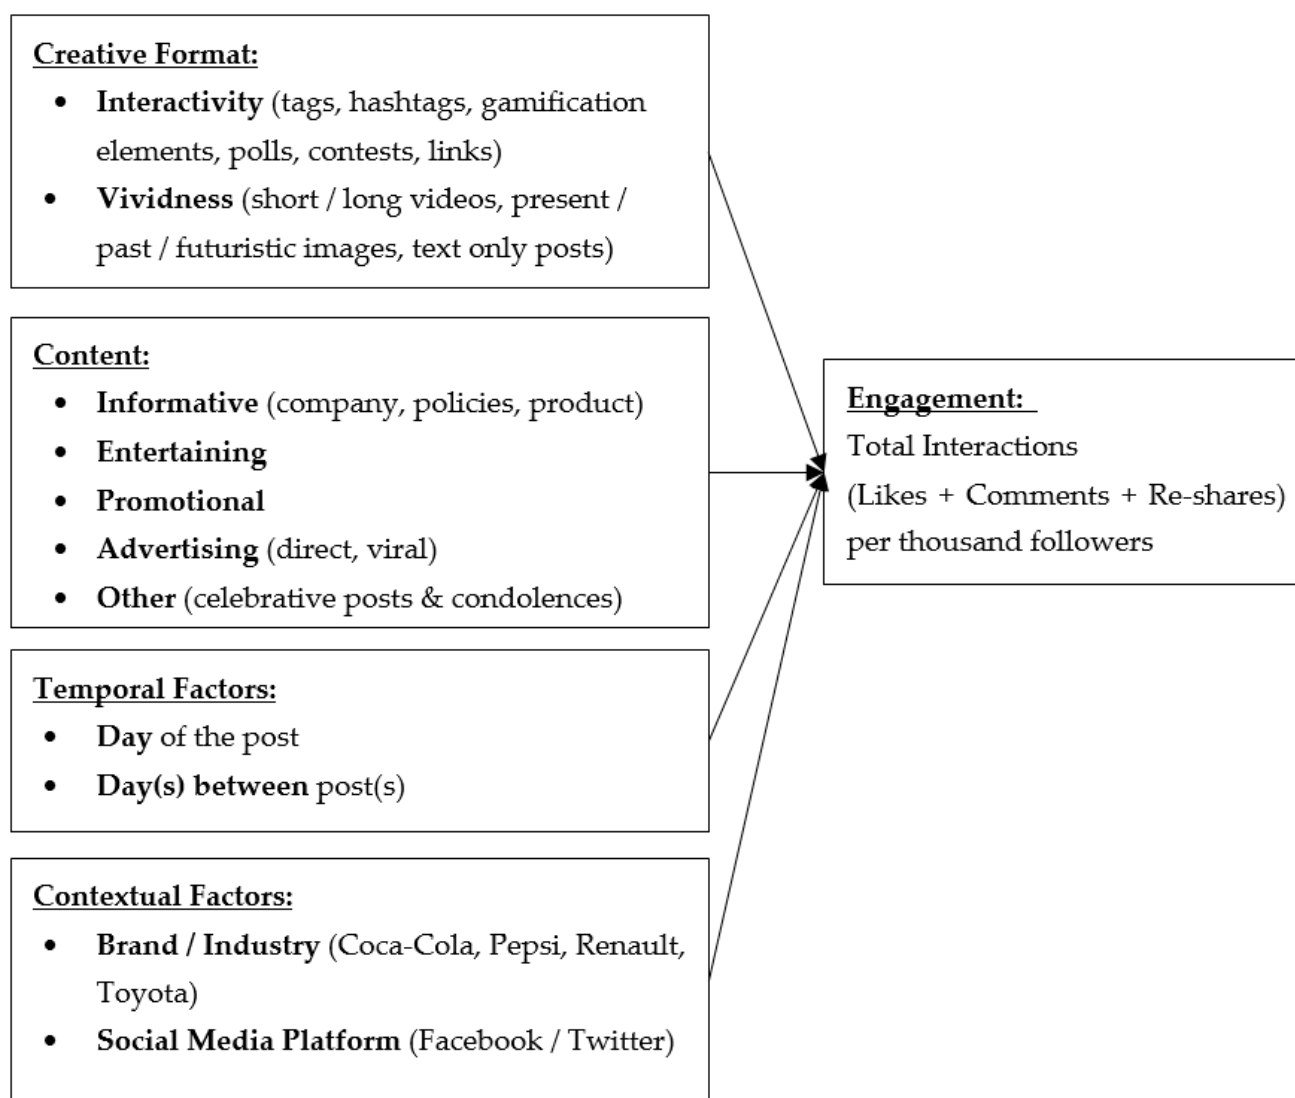 Creative Format:
• Interactivity (tags, hashtags, gamification
elements, polls, contests, links)
• Vividness (short / long videos, present /
past / futuristic images, text only posts)
Content:
• Informative (company, policies, product)
• Entertaining
• Promotional
• Advertising (direct, viral)
• Other (celebrative posts & condolences)
Temporal Factors:
• Day of the post
• Day(s) between post(s)
Contextual Factors:
• Brand / Industry (Coca-Cola, Pepsi, Renault,
Toyota)
• Social Media Platform (Facebook / Twitter)
Engagement:
Total Interactions
(Likes + Comments + Re-shares)
per thousand followers